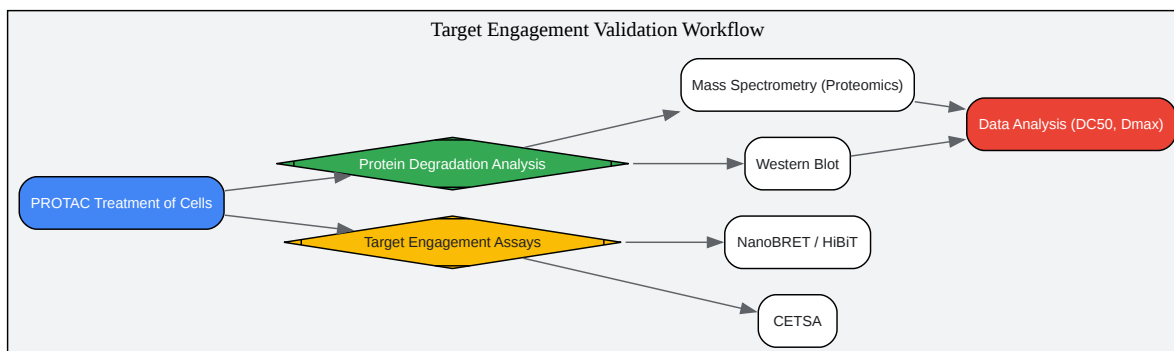 Target Engagement Validation Workflow
Mass Spectrometry (Proteomics)
Data Analysis (DC50, Dmax)
Protein Degradation Analysis
Western Blot
PROTAC Treatment of Cells
Target Engagement Assays
NanoBRET / HiBiT
CETSA